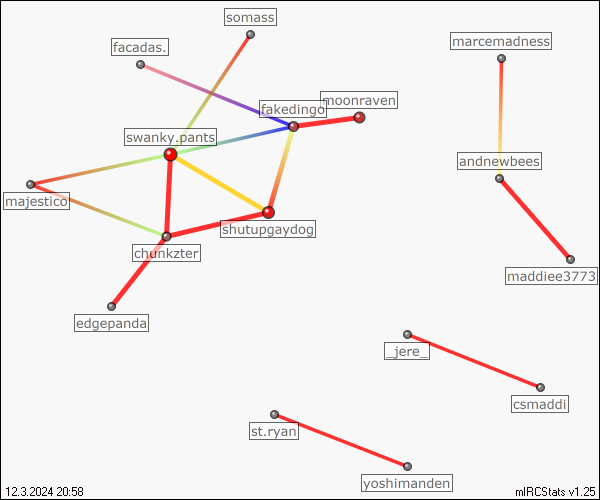 somass
facadas.
marcemadness
moonraven
fakedingo
swanky.pants
andnewbees
majestico
shutupgaydog
chunkzter
maddiee3773
edgepanda
_jere_
csmaddi
st.ryan
yoshimanden
12.3.2024 20:58
mIRCStats v1.25